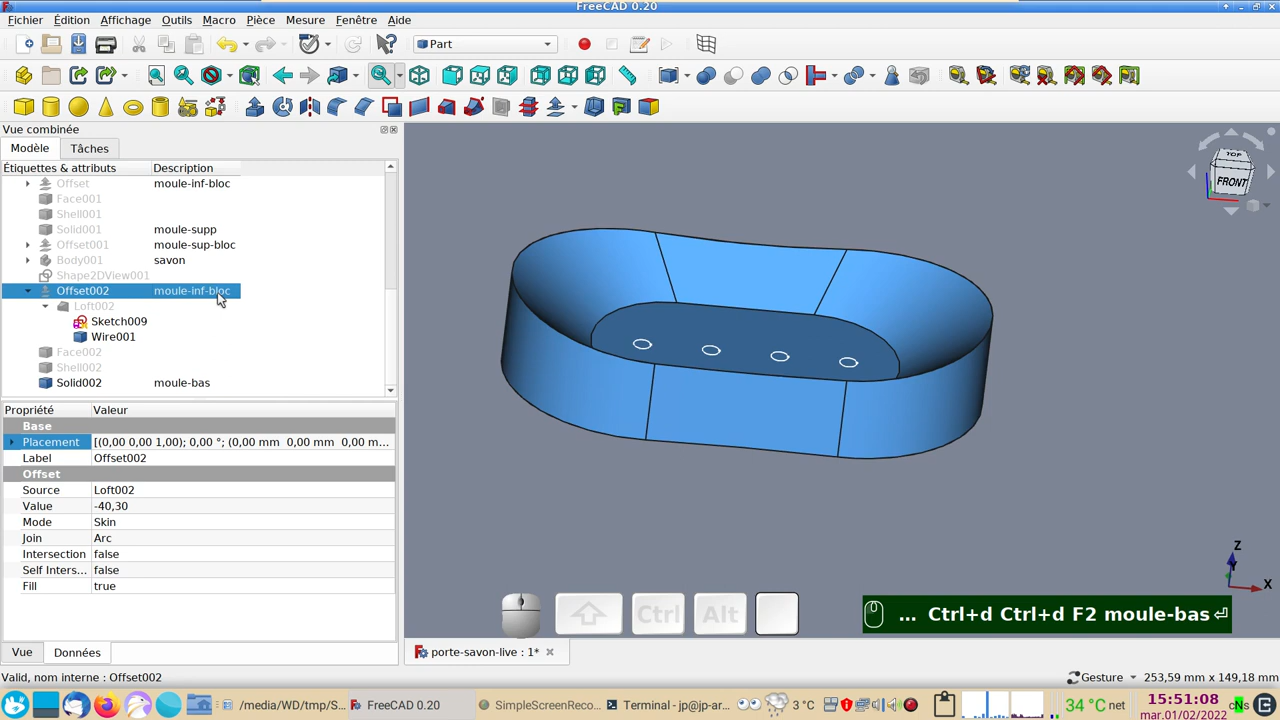 FreeCAD 0.20
Fichier Édition Affichage Outils Macro Pièce Mesure Fenêtre Aide
Part
Vue combinée
Modèle Tâches
Étiquettes & attributs Description
Offset moule-inf-bloc
Face001
Shell001
Solid001 moule-supp
Offset001 moule-sup-bloc
Body001 savon
Shape2DView001
Offset002 moule-inf-bloc
Loft002
Sketch009
Wire001
Face002
Shell002
Solid002 moule-bas
Propriété Valeur
Base
Placement [(0,00 0,00 1,00); 0,00 °; (0,00 mm 0,00 mm 0,00 m...
Label Offset002
Offset
Source Loft002
Value -40,30
Mode Skin
Join Arc
Intersection false
Self Inters... false
Fill true
Vue Données
TOP
FRONT
Z
Y
X
Ctrl Alt
... Ctrl+d Ctrl+d F2 moule-bas⏎
porte-savon-live : 1*
Valid, nom interne : Offset002
Gesture 253,59 mm x 149,18 mm
/media/WD/tmp/S... FreeCAD 0.20 SimpleScreenReco... Terminal - jp@jp-ar... 3 °C 34 °C net 15:51:08
mar.01/02/2022